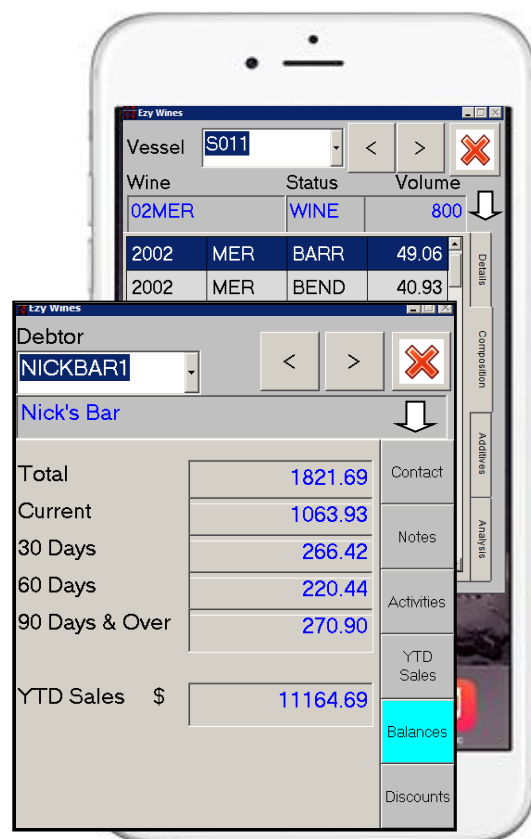 Ezy Wines
Vessel S011 < >
Wine Status Volume
02MER WINE 800
2002 MER BARR 49.06
2002 MER BEND 40.93
Details
Composition
Additives
Analysis
Ezy Wines
Debtor
NICKBAR1 < >
Nick's Bar
Total 1821.69
Current 1063.93
30 Days 266.42
60 Days 220.44
90 Days & Over 270.90
YTD Sales $ 11164.69
Contact
Notes
Activities
YTD
Sales
Balances
Discounts